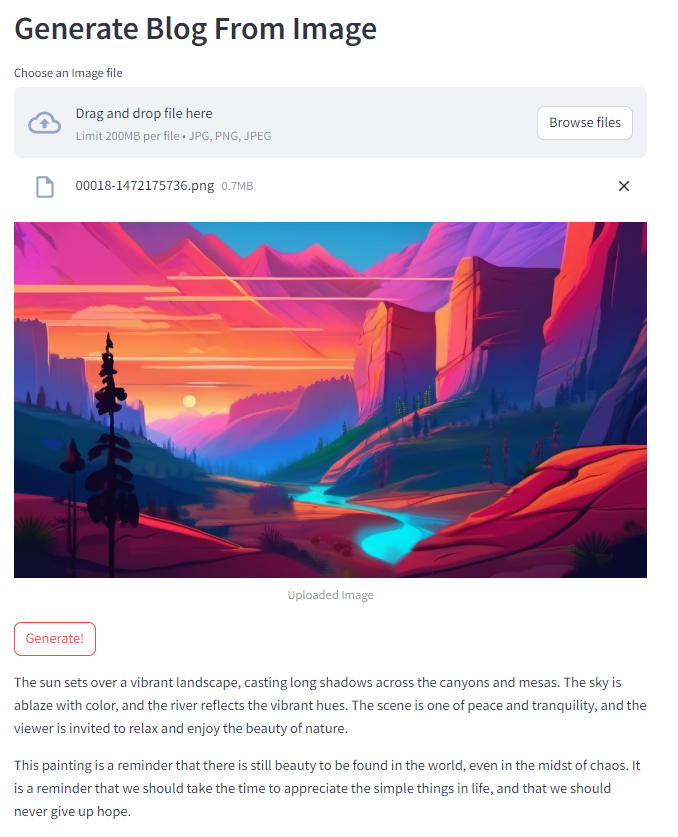 Generate Blog From Image
Choose an Image file
Drag and drop file here
Limit 200MB per file • JPG, PNG, JPEG
Browse files
00018-1472175736.png 0.7MB
Uploaded Image
Generate!
The sun sets over a vibrant landscape, casting long shadows across the canyons and mesas. The sky is
ablaze with color, and the river reflects the vibrant hues. The scene is one of peace and tranquility, and the
viewer is invited to relax and enjoy the beauty of nature.
This painting is a reminder that there is still beauty to be found in the world, even in the midst of chaos. It
is a reminder that we should take the time to appreciate the simple things in life, and that we should
never give up hope.